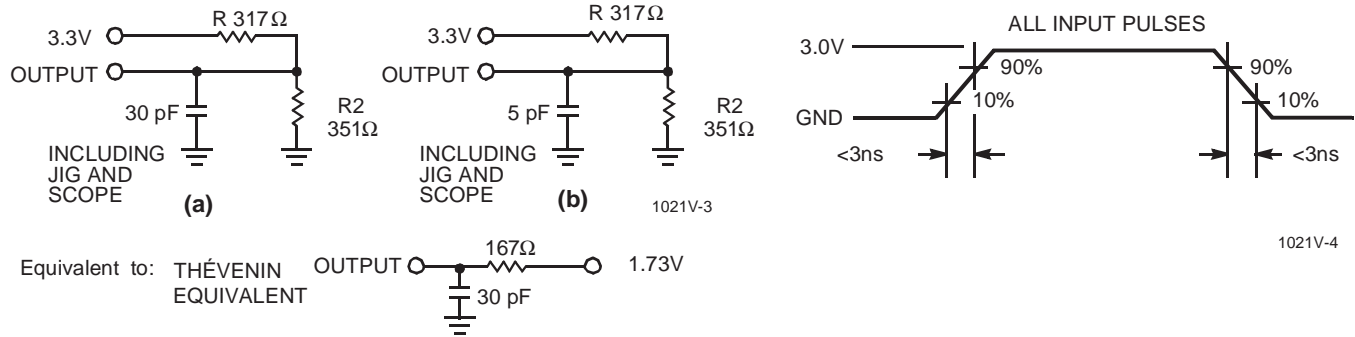 R 317Ω
3.3V
OUTPUT
30 pF
R2
351Ω
INCLUDING
JIG AND
SCOPE
(a)
R 317Ω
3.3V
OUTPUT
5 pF
R2
351Ω
INCLUDING
JIG AND
SCOPE
(b)
1021V-3
ALL INPUT PULSES
3.0V
90%
10%
90%
10%
GND
<3ns
<3ns
1021V-4
Equivalent to:
THÉVENIN
EQUIVALENT
OUTPUT
167Ω
1.73V
30 pF